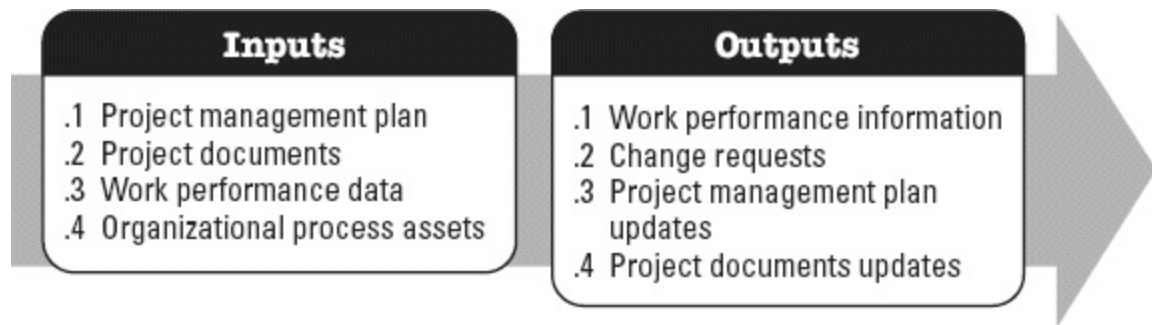 Inputs
.1 Project management plan
.2 Project documents
.3 Work performance data
.4 Organizational process assets
Outputs
.1 Work performance information
.2 Change requests
.3 Project management plan
updates
.4 Project documents updates